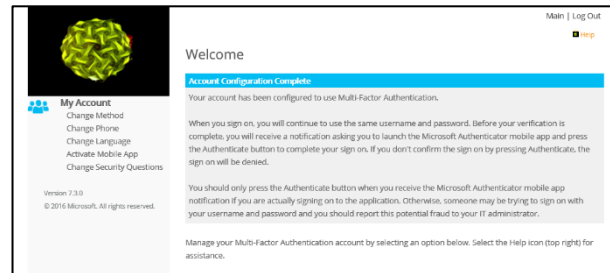 Main | Log Out
Help
Welcome
Account Configuration Complete
Your account has been configured to use Multi-Factor Authentication.
When you sign on, you will continue to use the same username and password. Before your verification is
complete, you will receive a notification asking you to launch the Microsoft Authenticator mobile app and press
the Authenticate button to complete your sign on. If you don't confirm the sign on by pressing Authenticate, the
sign on will be denied.
You should only press the Authenticate button when you receive the Microsoft Authenticator mobile app
notification if you are actually signing on to the application. Otherwise, someone may be trying to sign on with
your username and password and you should report this potential fraud to your IT administrator.
Manage your Multi-Factor Authentication account by selecting an option below. Select the Help icon (top right) for
assistance.
My Account
Change Method
Change Phone
Change Language
Activate Mobile App
Change Security Questions
Version 7.3.0
© 2016 Microsoft. All rights reserved.